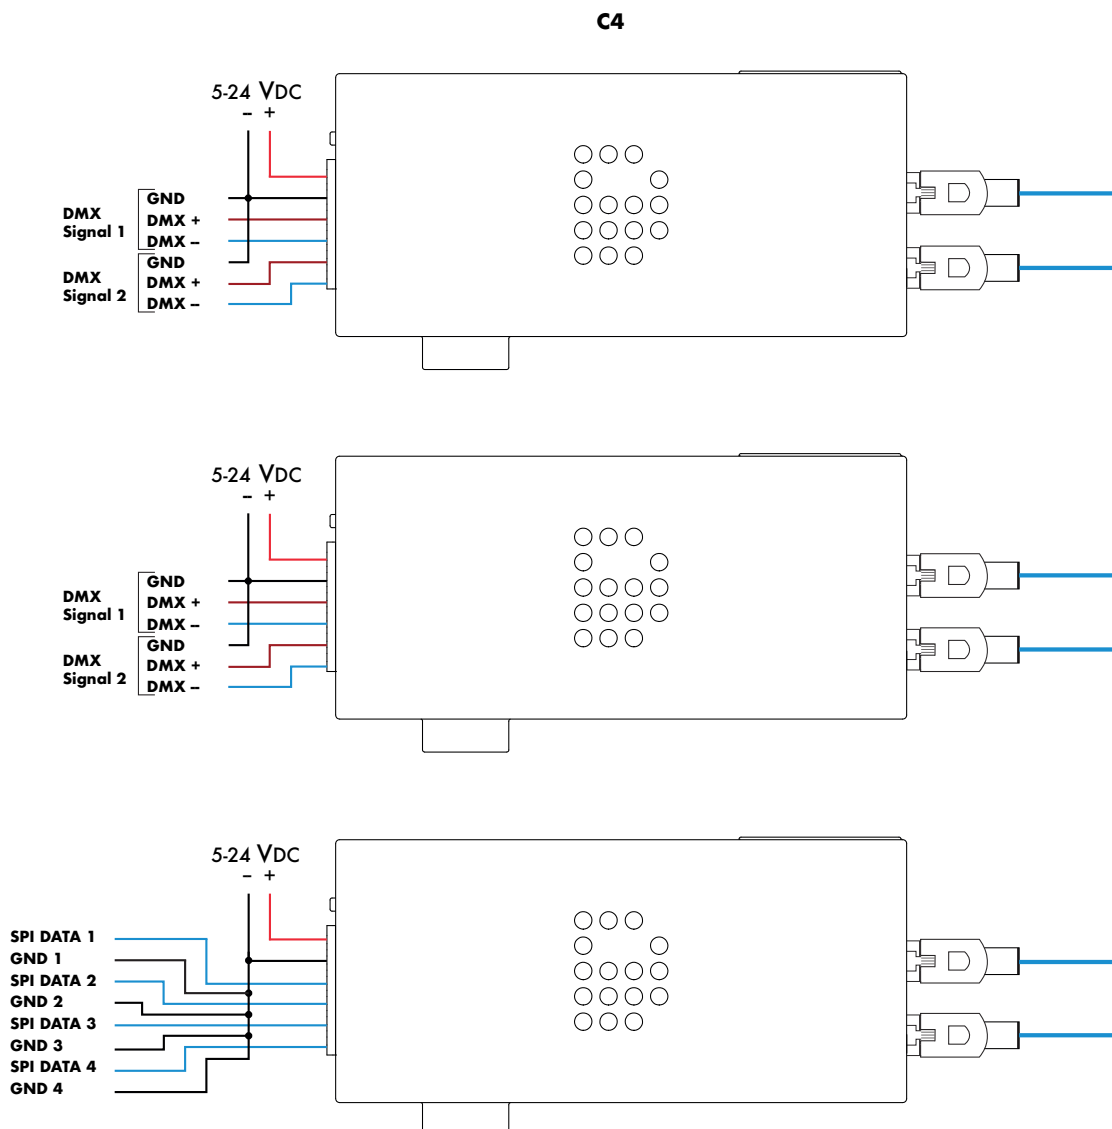 C4
5-24 VDC
– +
DMX
Signal 1
GND
DMX +
DMX –
DMX
Signal 2
GND
DMX +
DMX –
5-24 VDC
– +
DMX
Signal 1
GND
DMX +
DMX –
DMX
Signal 2
GND
DMX +
DMX –
5-24 VDC
– +
SPI DATA 1
GND 1
SPI DATA 2
GND 2
SPI DATA 3
GND 3
SPI DATA 4
GND 4